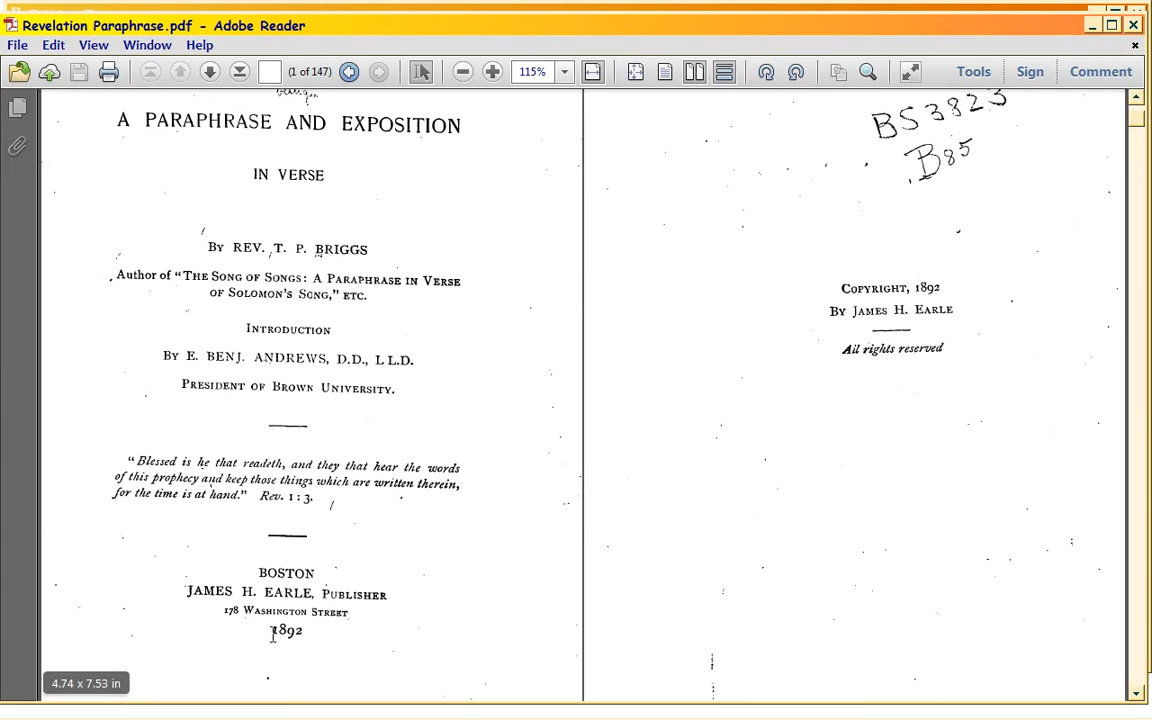 Revelation Paraphrase.pdf - Adobe Reader
File Edit View Window Help
(1 of 147) 115% Tools Sign Comment
A PARAPHRASE AND EXPOSITION
IN VERSE
By REV. T. P. BRIGGS
Author of "THE SONG OF SONGS: A PARAPHRASE IN VERSE
OF SOLOMON'S SONG," ETC.
INTRODUCTION
By E. BENJ. ANDREWS, D.D., LL.D.
PRESIDENT OF BROWN UNIVERSITY.
"Blessed is he that readeth, and they that hear the words
of this prophecy and keep those things which are written therein,
for the time is at hand." Rev. 1:3.
BOSTON
JAMES H. EARLE, PUBLISHER
178 WASHINGTON STREET
1892
4.74 x 7.53 in
BS3823
.B85
COPYRIGHT, 1892
BY JAMES H. EARLE
All rights reserved